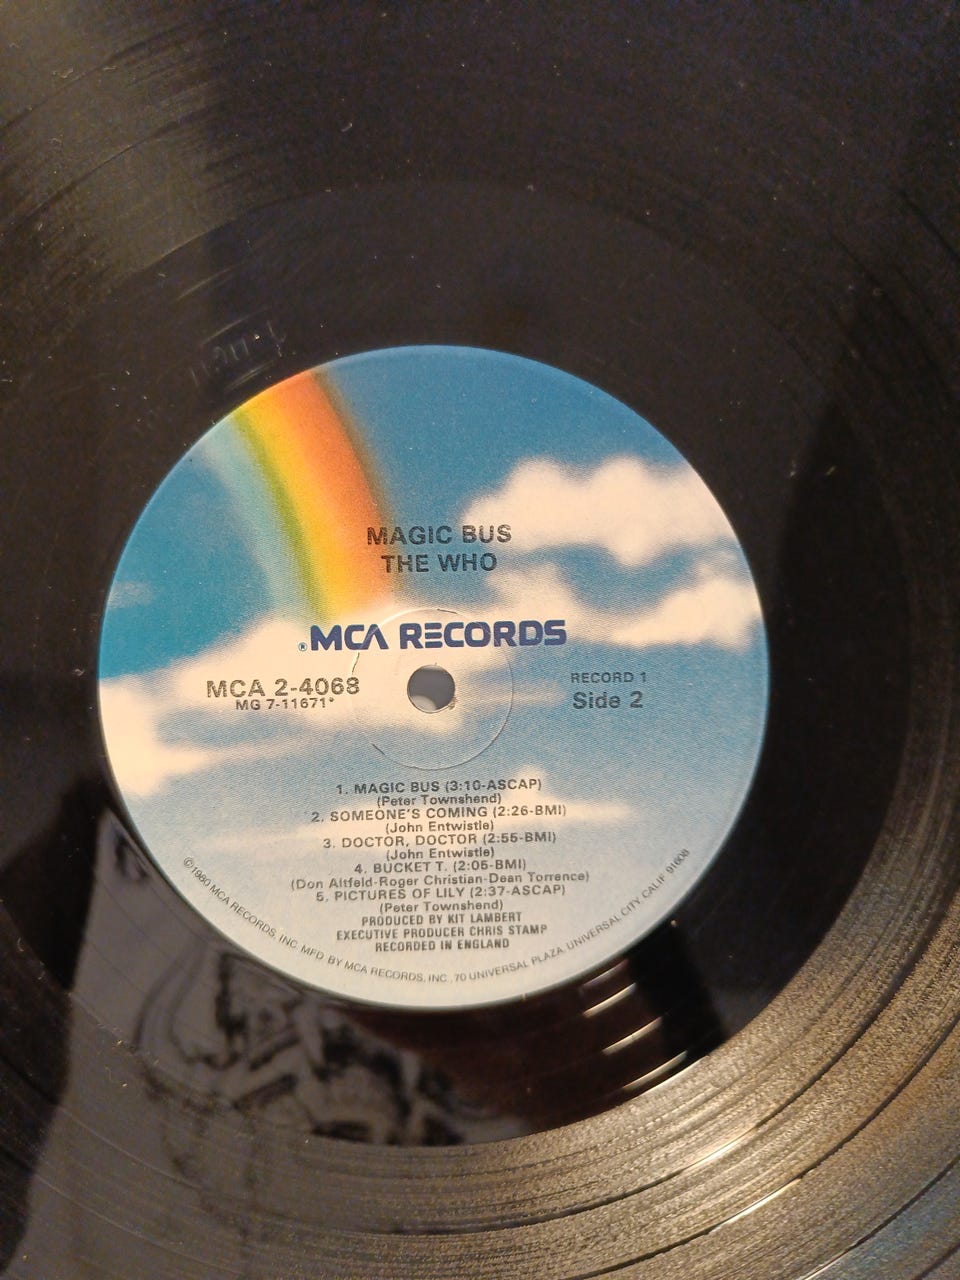 MAGIC BUS
THE WHO
®MCA RECORDS
MCA 2-4068
MG 7-11671*
RECORD 1
Side 2
1. MAGIC BUS (3:10-ASCAP)
(Peter Townshend)
2. SOMEONE'S COMING (2:26-BMI)
(John Entwistle)
3. DOCTOR, DOCTOR (2:55-BMI)
(John Entwistle)
4. BUCKET T. (2:05-BMI)
(Don Altfeld-Roger Christian-Dean Torrence)
5. PICTURES OF LILY (2:37-ASCAP)
(Peter Townshend)
PRODUCED BY KIT LAMBERT
EXECUTIVE PRODUCER CHRIS STAMP
RECORDED IN ENGLAND
©1980 MCA RECORDS, INC. MFD. BY MCA RECORDS, INC., 70 UNIVERSAL PLAZA, UNIVERSAL CITY, CALIF. 91608